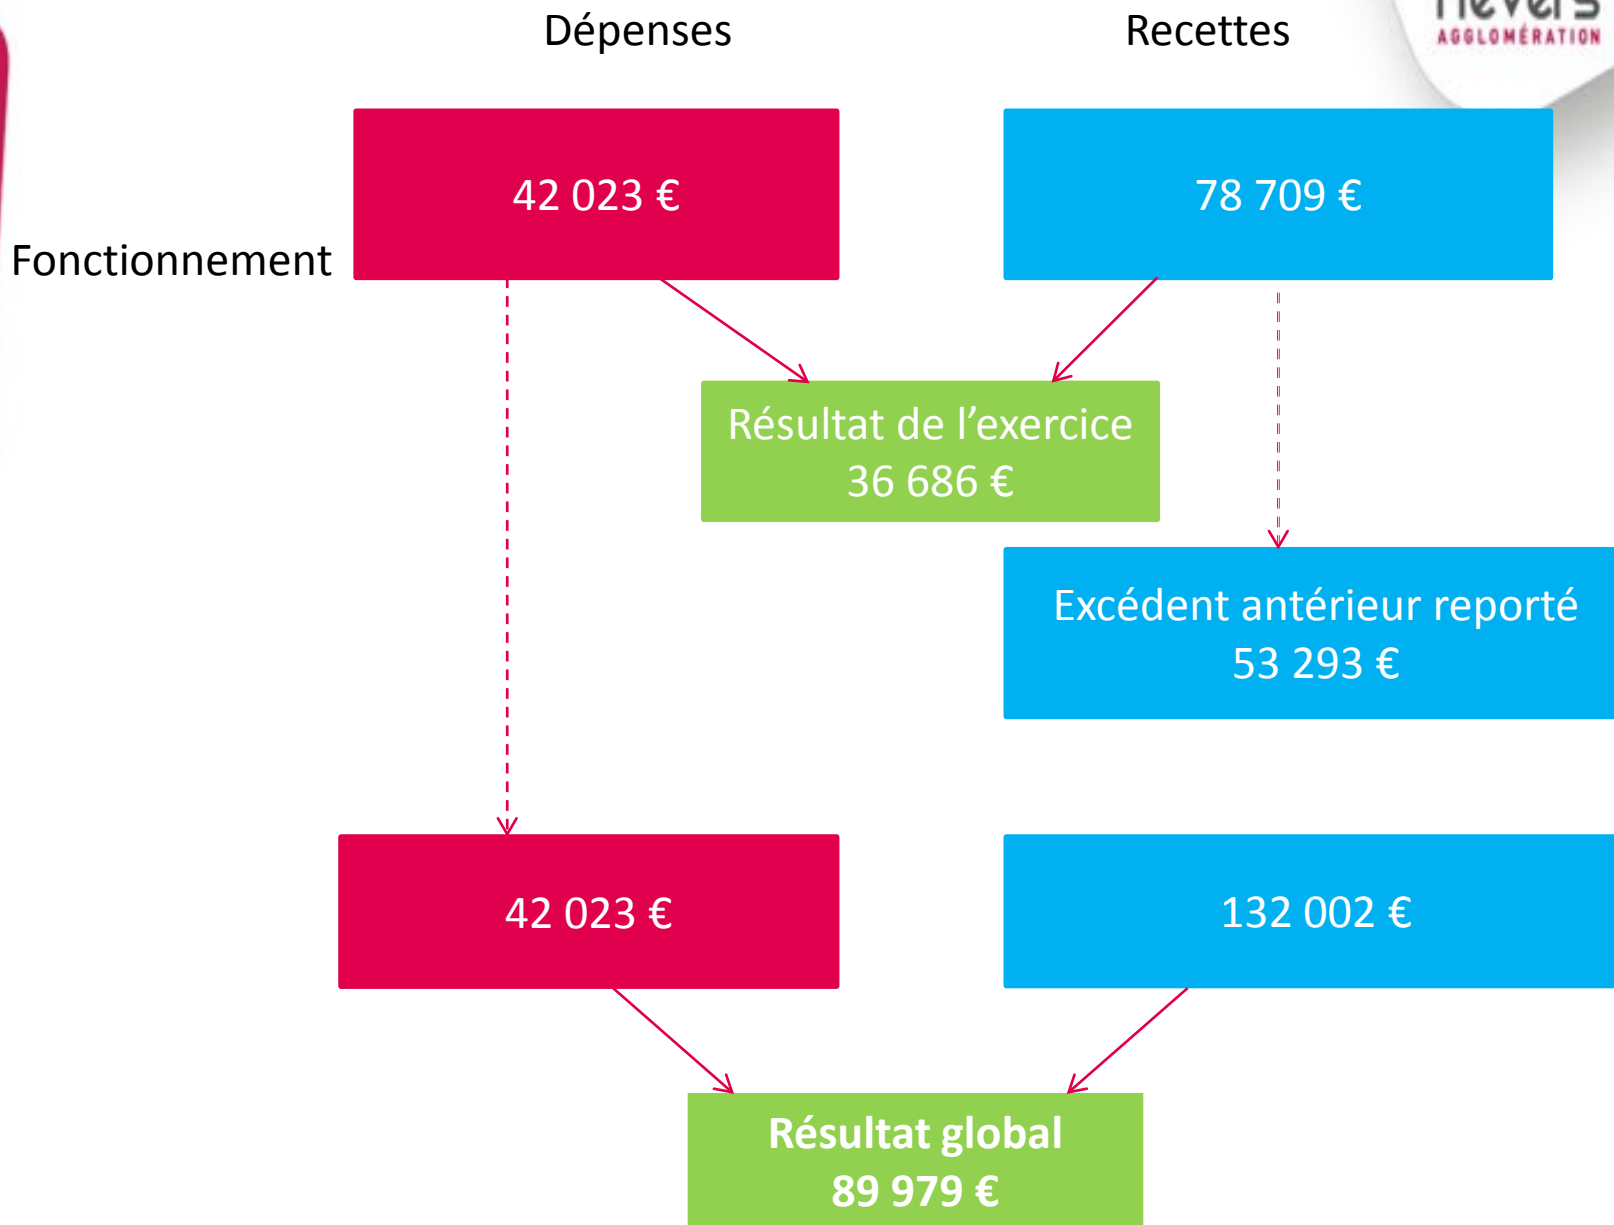 Dépenses
Recettes
nevers
AGGLOMÉRATION
42 023 €
78 709 €
Fonctionnement
Résultat de l’exercice
36 686 €
Excédent antérieur reporté
53 293 €
42 023 €
132 002 €
Résultat global
89 979 €